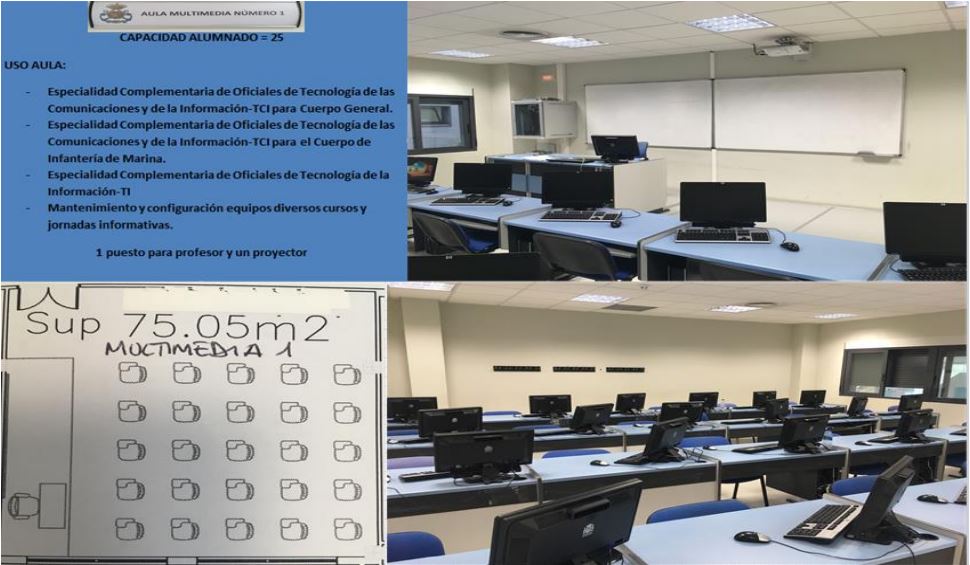 AULA MULTIMEDIA NÚMERO 1
CAPACIDAD ALUMNADO = 25
USO AULA:
- Especialidad Complementaria de Oficiales de Tecnología de las
Comunicaciones y de la Información-TCI para Cuerpo General.
- Especialidad Complementaria de Oficiales de Tecnología de las
Comunicaciones y de la Información-TCI para el Cuerpo de
Infantería de Marina.
- Especialidad Complementaria de Oficiales de Tecnología de la
Información-TI
- Mantenimiento y configuración equipos diversos cursos y
jornadas informativas.
1 puesto para profesor y un proyector
Sup 75.05m2
MULTIMEDIA 1